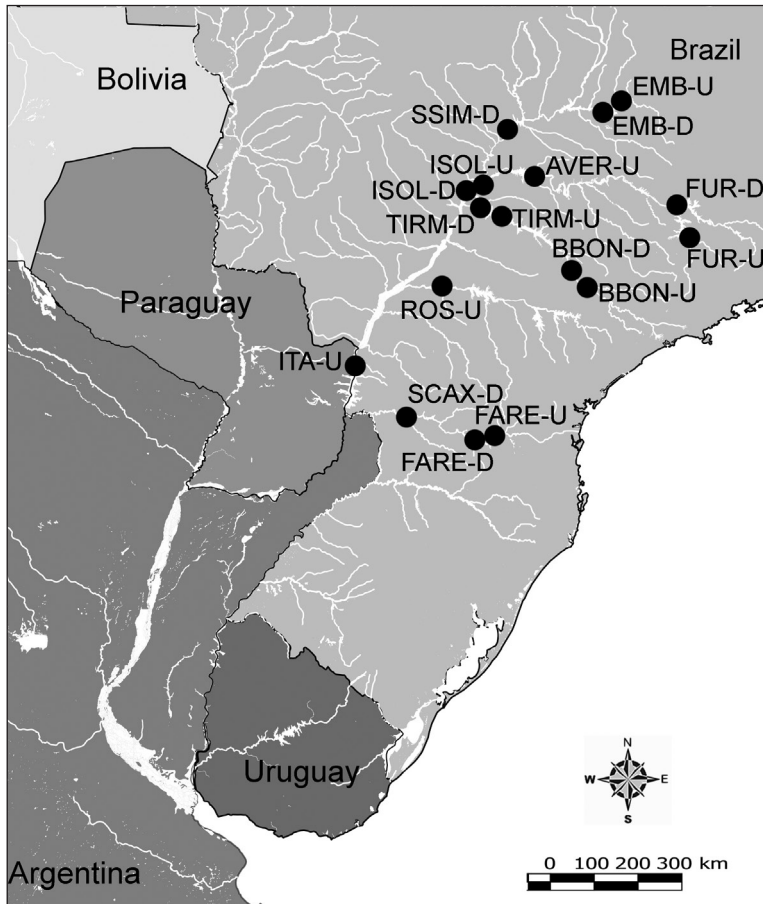 Brazil
Bolivia
EMB-U
EMB-D
SSIM-D
ISOL-U
AVER-U
ISOL-D
FUR-D
TIRM-D
TIRM-U
BBON-D
FUR-U
BBON-U
Paraguay
ROS-U
ITA-U
SCAX-D
FARE-U
FARE-D
N
W
E
S
Uruguay
0 100 200 300 km
Argentina